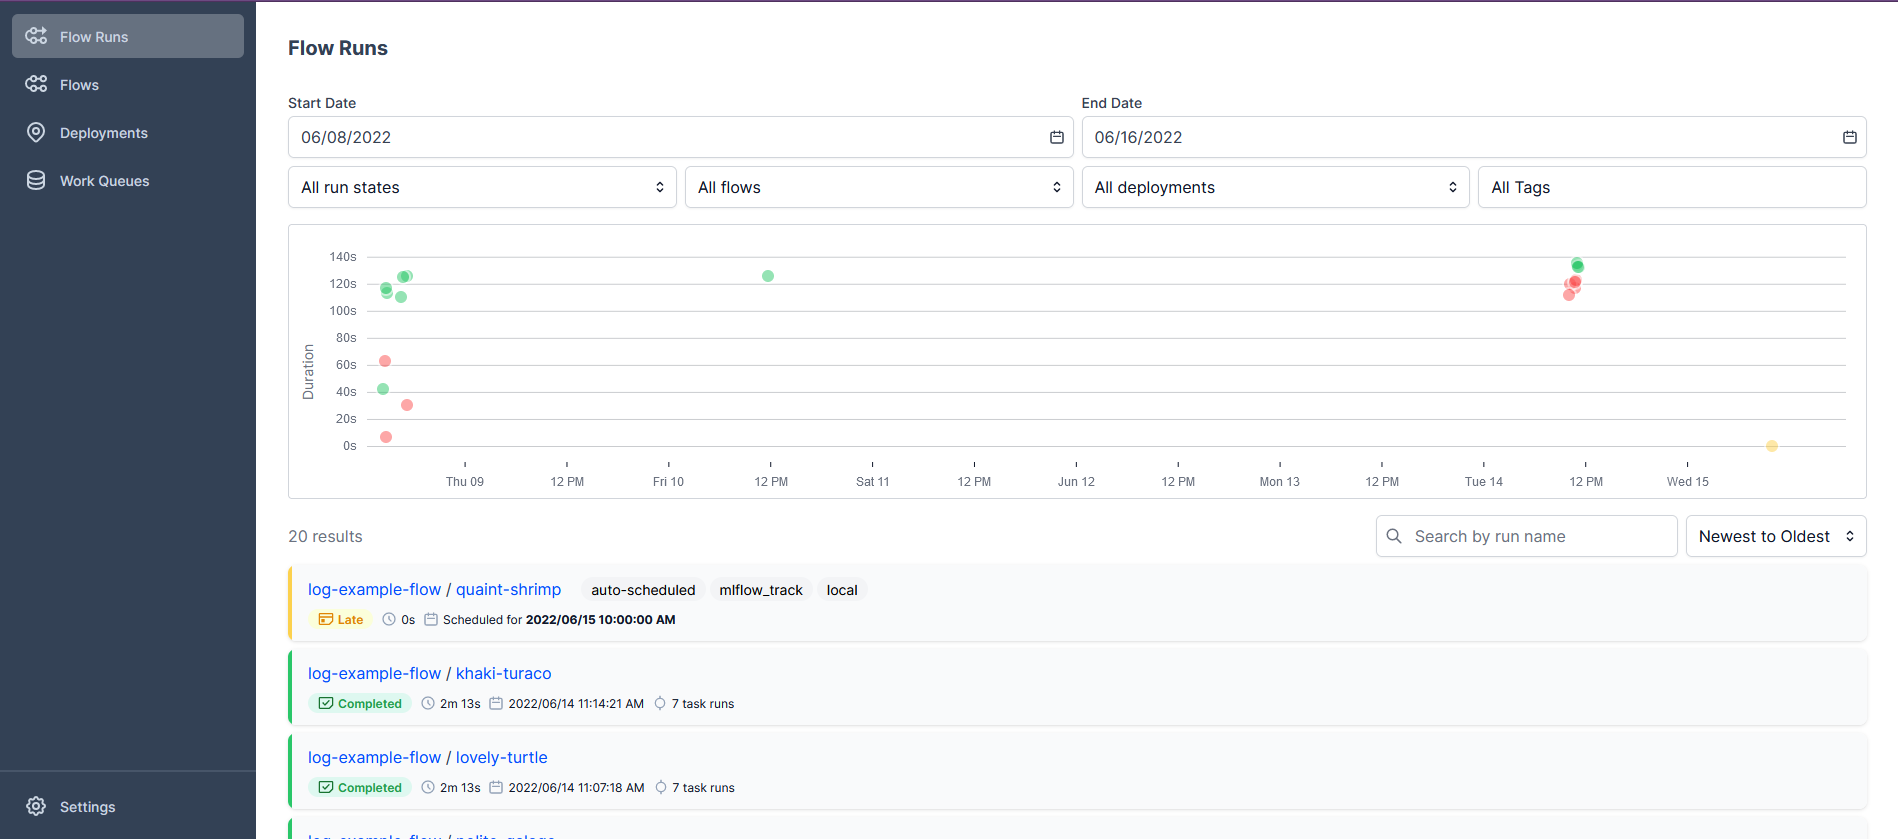 Flow Runs
Flows
Deployments
Work Queues
Settings
Flow Runs
Start Date
End Date
06/08/2022
06/16/2022
All run states
All flows
All deployments
All Tags
Duration
140s
120s
100s
80s
60s
40s
20s
0s
Thu 09 12 PM Fri 10 12 PM Sat 11 12 PM Jun 12 12 PM Mon 13 12 PM Tue 14 12 PM Wed 15
20 results
Search by run name
Newest to Oldest
log-example-flow / quaint-shrimp auto-scheduled mlflow_track local
Late 0s Scheduled for 2022/06/15 10:00:00 AM
log-example-flow / khaki-turaco
Completed 2m 13s 2022/06/14 11:14:21 AM 7 task runs
log-example-flow / lovely-turtle
Completed 2m 13s 2022/06/14 11:07:18 AM 7 task runs